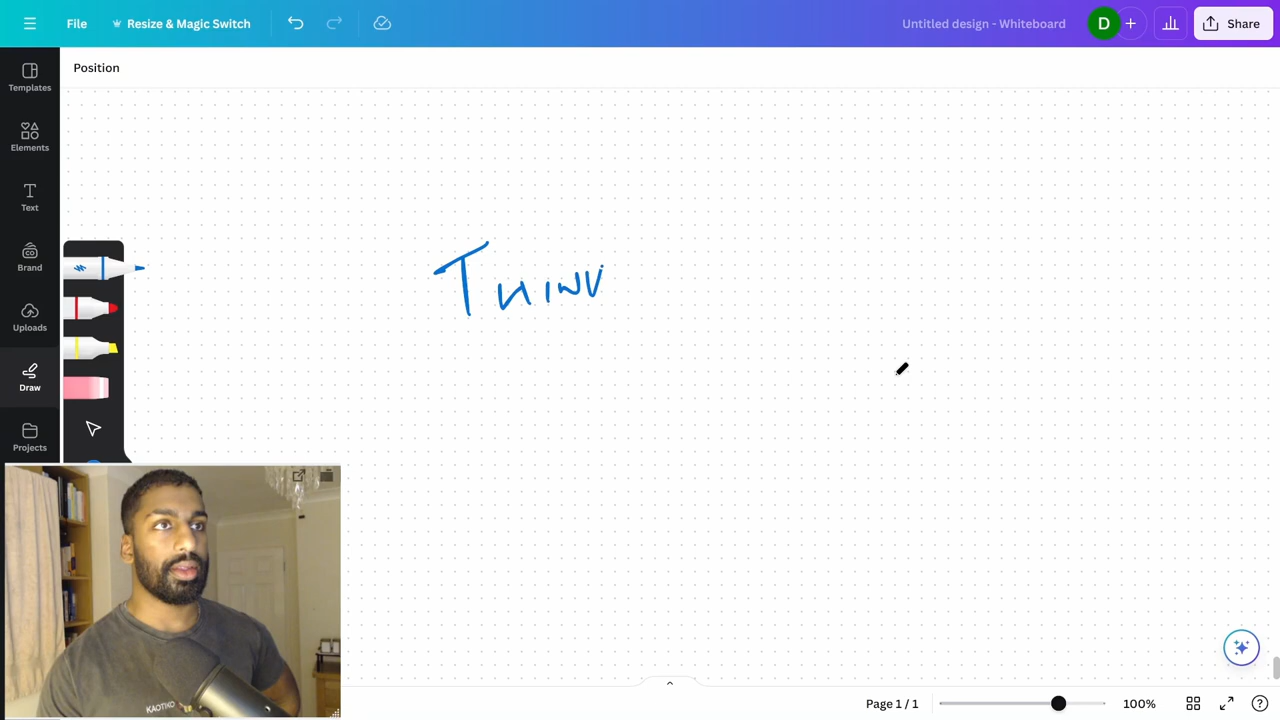 File
Resize & Magic Switch
Untitled design - Whiteboard
D
Share
Templates
Position
Elements
Text
Brand
Uploads
Draw
Projects
KAOTIKO
Page 1 / 1
100%